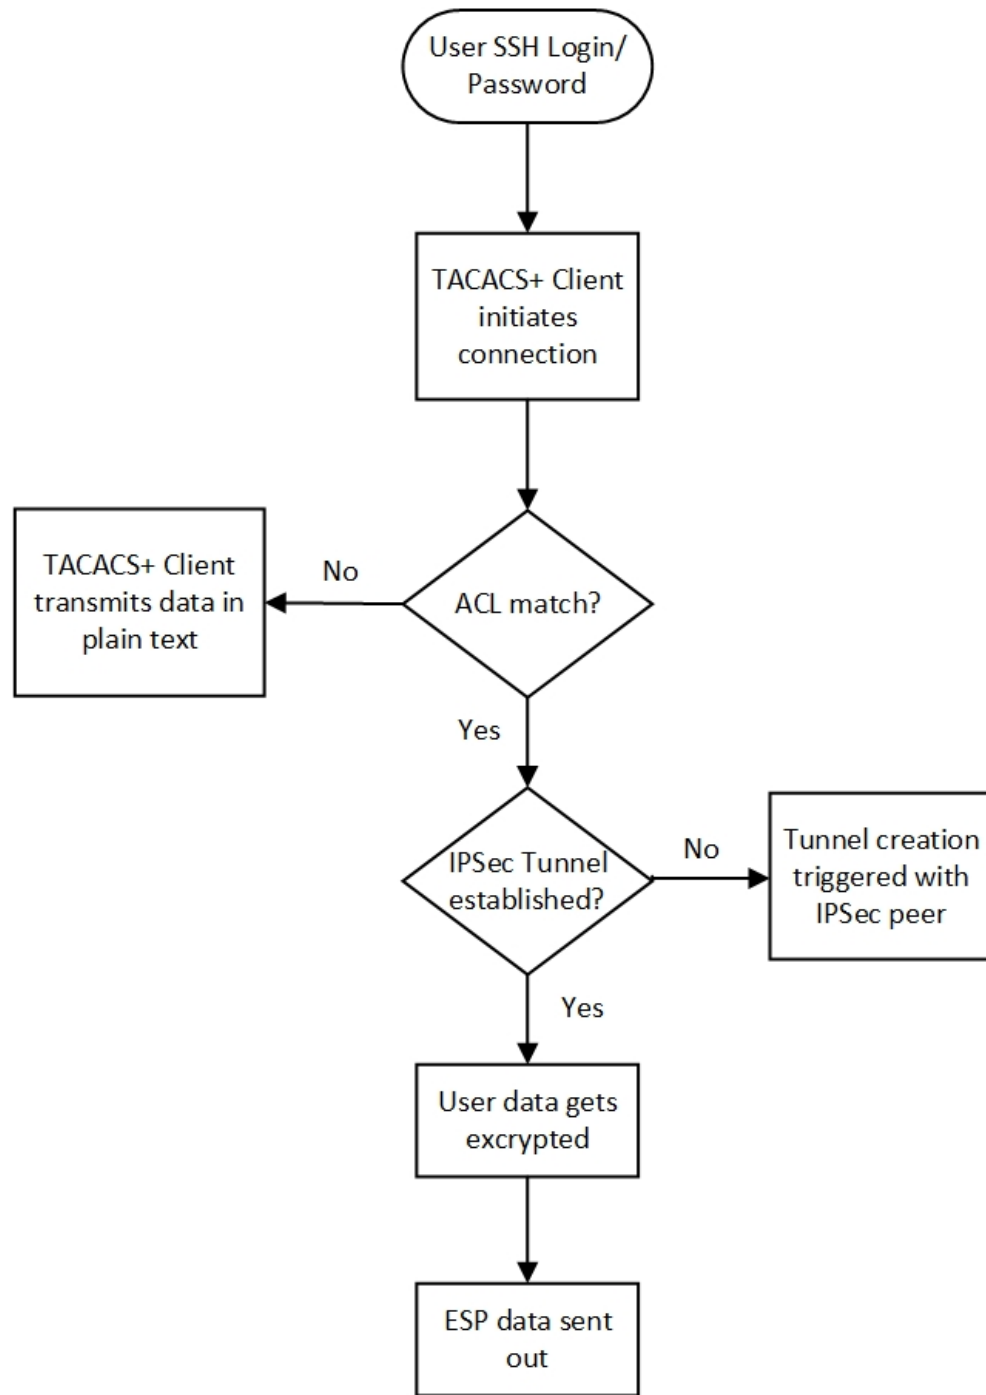 User SSH Login/
Password
TACACS+ Client
initiates
connection
TACACS+ Client
transmits data in
plain text
No
ACL match?
Yes
IPSec Tunnel
established?
No
Tunnel creation
triggered with
IPSec peer
Yes
User data gets
excrypted
ESP data sent
out